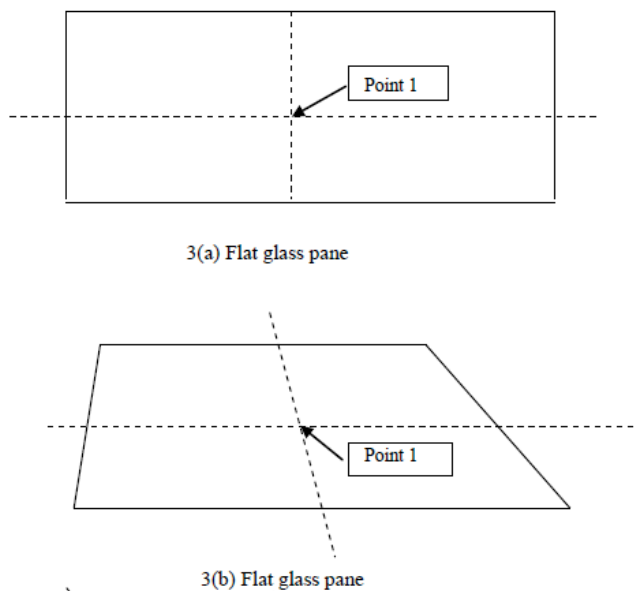 Point 1
3(a) Flat glass pane
Point 1
3(b) Flat glass pane
)